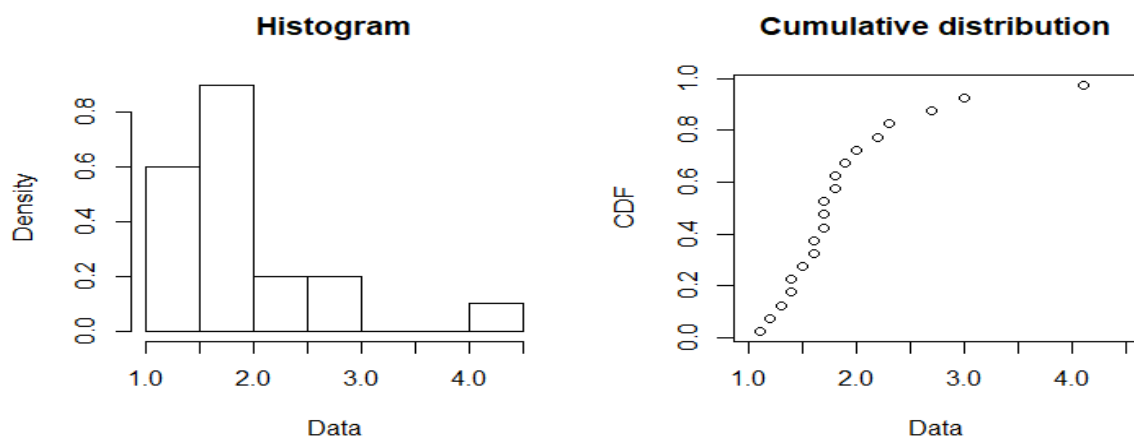 Histogram
Density
0.0 0.2 0.4 0.6 0.8
1.0 2.0 3.0 4.0
Data
Cumulative distribution
CDF
0.0 0.2 0.4 0.6 0.8 1.0
1.0 2.0 3.0 4.0
Data